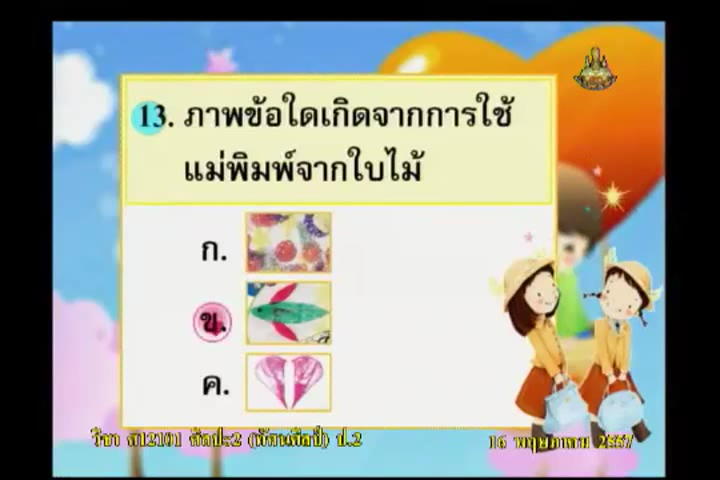 13. ภาพข้อใดเกิดจากการใช้
แม่พิมพ์จากใบไม้
ก.
ข.
ค.
วิชา ศ12101 ศิลปะ2 (ทัศนศิลป์) ป.2
16 พฤษภาคม 2557